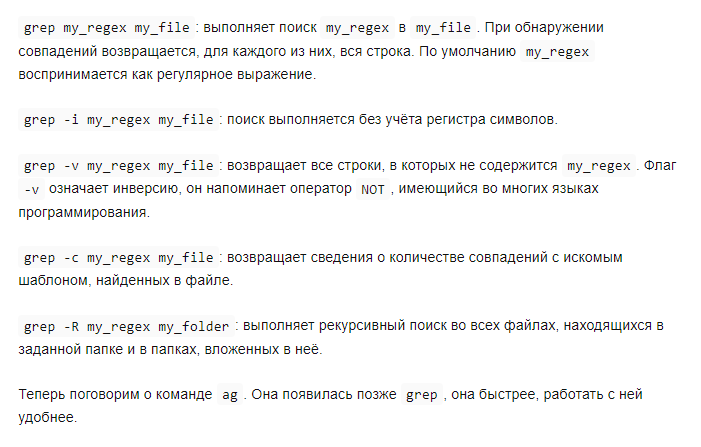 grep my_regex my_file : выполняет поиск my_regex в my_file . При обнаружении
совпадений возвращается, для каждого из них, вся строка. По умолчанию my_regex
воспринимается как регулярное выражение.
grep -i my_regex my_file : поиск выполняется без учёта регистра символов.
grep -v my_regex my_file : возвращает все строки, в которых не содержится my_regex . Флаг
-v означает инверсию, он напоминает оператор NOT , имеющийся во многих языках
программирования.
grep -c my_regex my_file : возвращает сведения о количестве совпадений с искомым
шаблоном, найденных в файле.
grep -R my_regex my_folder : выполняет рекурсивный поиск во всех файлах, находящихся в
заданной папке и в папках, вложенных в неё.
Теперь поговорим о команде ag . Она появилась позже grep , она быстрее, работать с ней
удобнее.